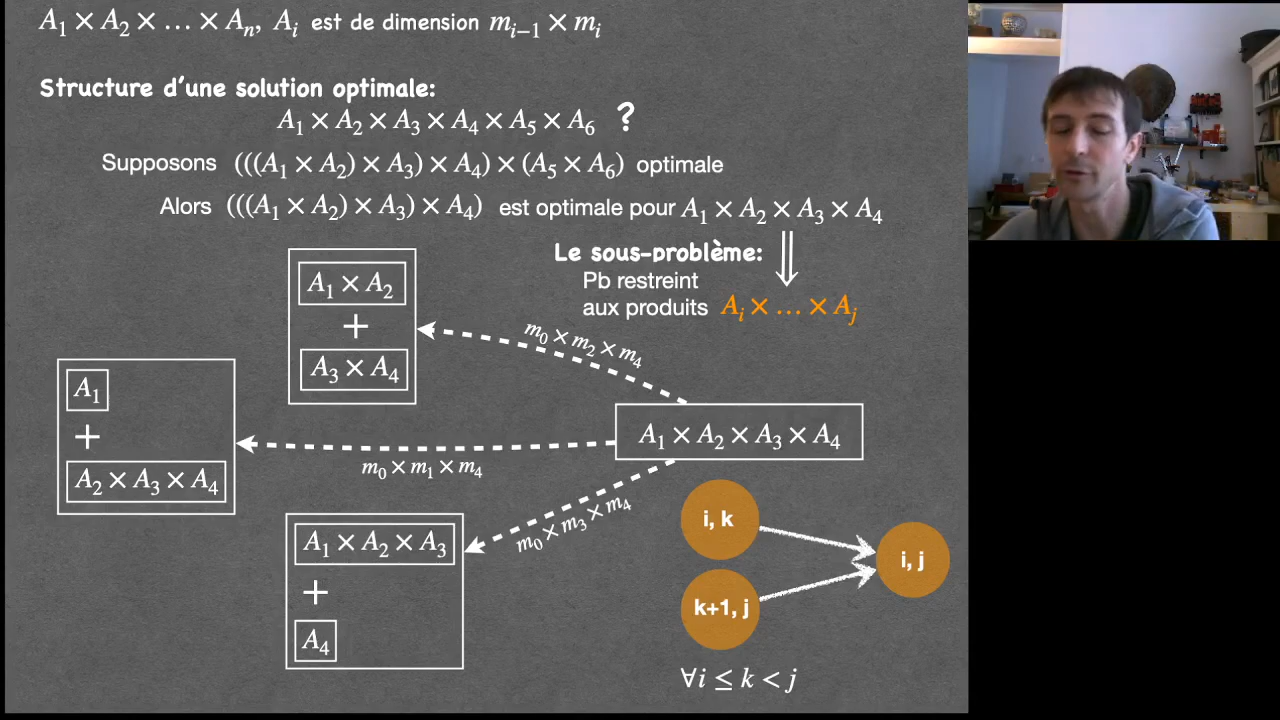 A₁ × A₂ × … × Aₙ, Aᵢ est de dimension mᵢ₋₁ × mᵢ
Structure d'une solution optimale:
A₁ × A₂ × A₃ × A₄ × A₅ × A₆ ?
Supposons (((A₁ × A₂) × A₃) × A₄) × (A₅ × A₆) optimale
Alors (((A₁ × A₂) × A₃) × A₄) est optimale pour A₁ × A₂ × A₃ × A₄
Le sous-problème:
Pb restreint
aux produits Aᵢ × … × Aⱼ
A₁ × A₂
+
A₃ × A₄
m₀ × m₂ × m₄
A₁
+
A₂ × A₃ × A₄
m₀ × m₁ × m₄
A₁ × A₂ × A₃ × A₄
A₁ × A₂ × A₃
+
A₄
m₀ × m₃ × m₄
i, k
k+1, j
i, j
∀i ≤ k < j